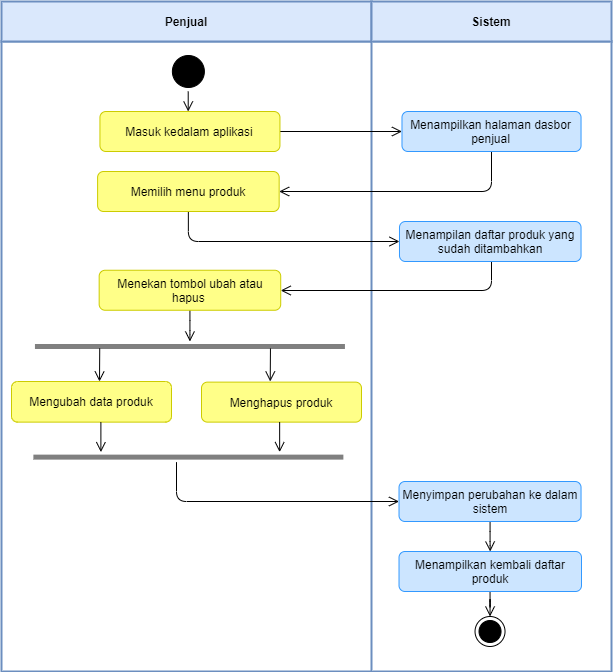 Penjual
Sistem
Masuk kedalam aplikasi
Menampilkan halaman dasbor
penjual
Memilih menu produk
Menampilan daftar produk yang
sudah ditambahkan
Menekan tombol ubah atau
hapus
Mengubah data produk
Menghapus produk
Menyimpan perubahan ke dalam
sistem
Menampilkan kembali daftar
produk